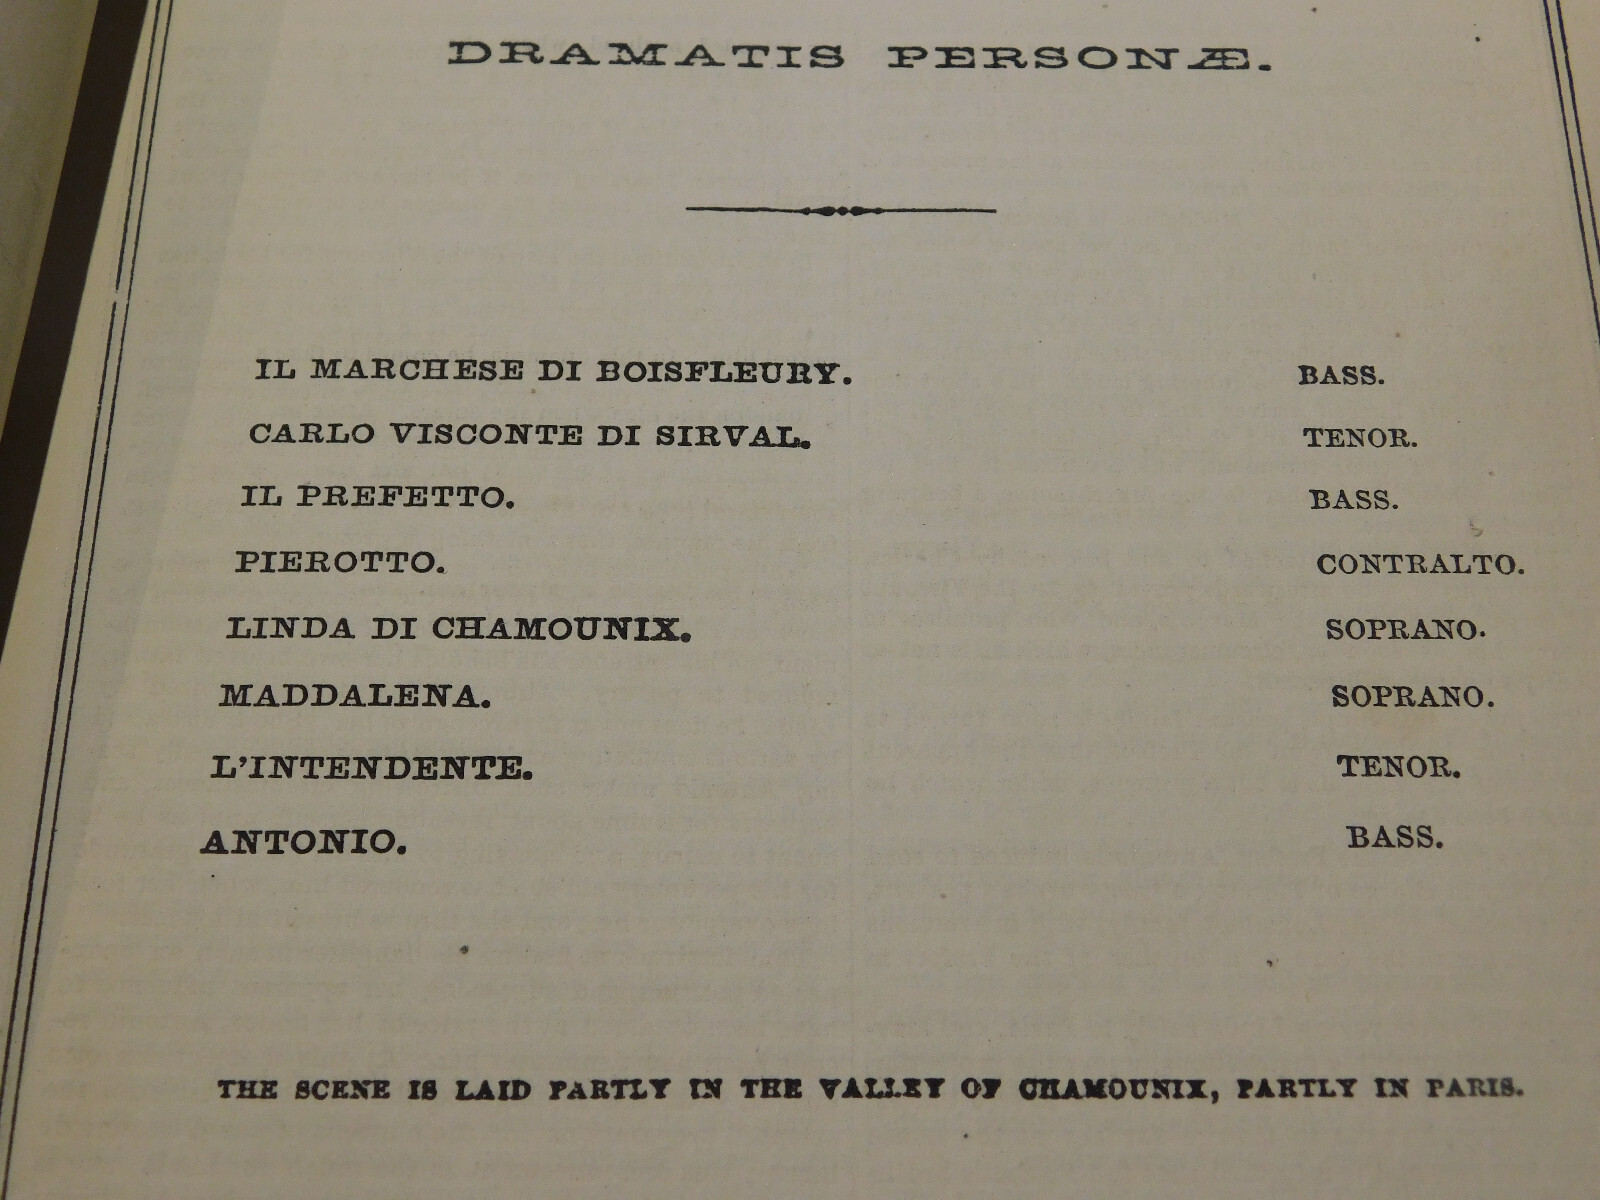 DRAMATIS PERSONÆ.
IL MARCHESE DI BOISFLEURY. BASS.
CARLO VISCONTE DI SIRVAL. TENOR.
IL PREFETTO. BASS.
PIEROTTO. CONTRALTO.
LINDA DI CHAMOUNIX. SOPRANO.
MADDALENA. SOPRANO.
L'INTENDENTE. TENOR.
ANTONIO. BASS.
THE SCENE IS LAID PARTLY IN THE VALLEY OF CHAMOUNIX, PARTLY IN PARIS.